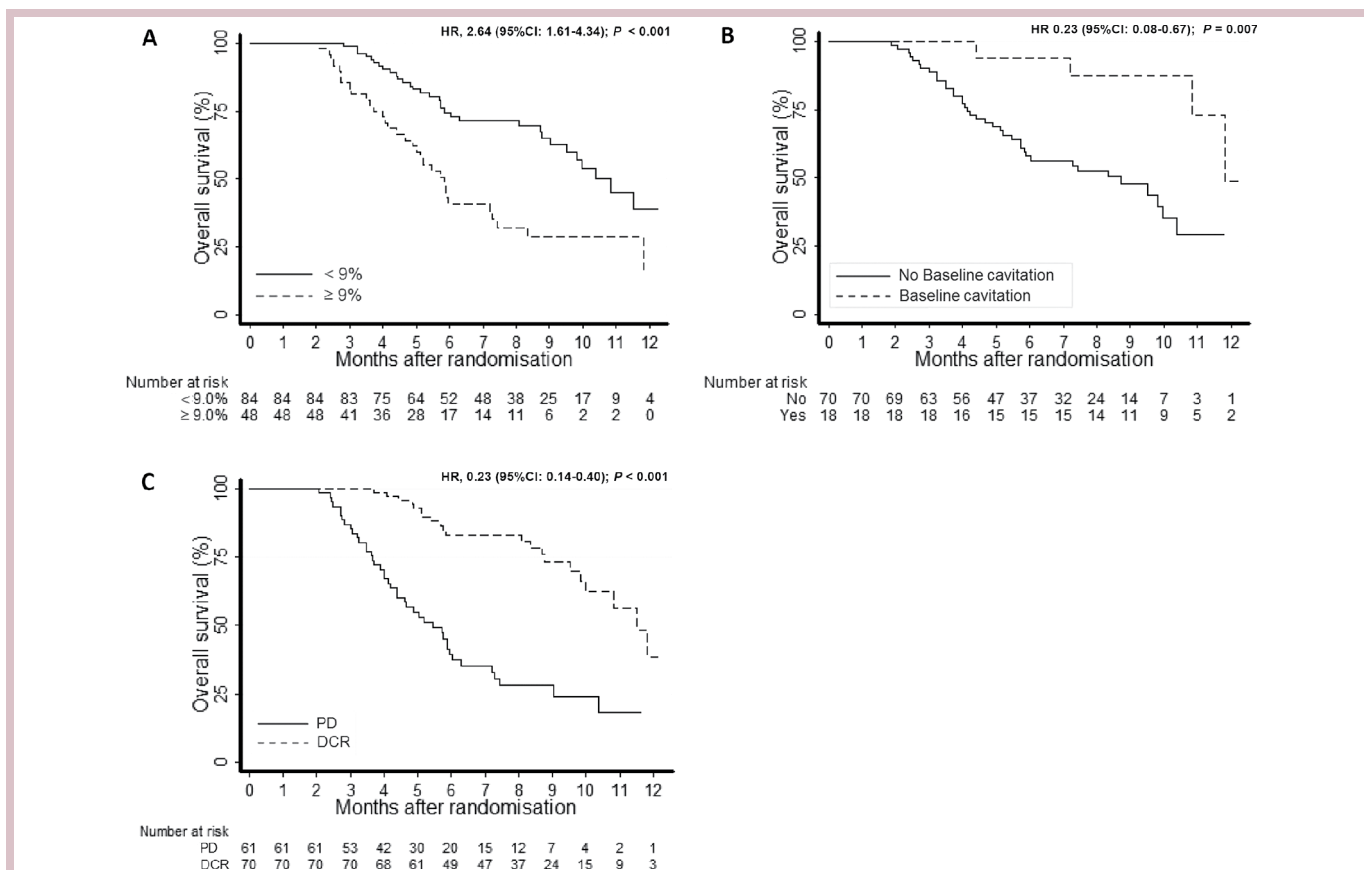 A
HR, 2.64 (95%CI: 1.61-4.34); P < 0.001
Overall survival (%)
100
75
50
25
0
< 9%
≥ 9%
0 1 2 3 4 5 6 7 8 9 10 11 12
Months after randomisation
Number at risk
< 9.0% 84 84 84 83 75 64 52 48 38 25 17 9 4
≥ 9.0% 48 48 48 41 36 28 17 14 11 6 2 2 0
B
HR 0.23 (95%CI: 0.08-0.67); P = 0.007
Overall survival (%)
100
75
50
25
0
No Baseline cavitation
Baseline cavitation
0 1 2 3 4 5 6 7 8 9 10 11 12
Months after randomisation
Number at risk
No 70 70 69 63 56 47 37 32 24 14 7 3 1
Yes 18 18 18 18 16 15 15 15 14 11 9 5 2
C
HR, 0.23 (95%CI: 0.14-0.40); P < 0.001
Overall survival (%)
100
75
50
25
0
PD
DCR
0 1 2 3 4 5 6 7 8 9 10 11 12
Months after randomisation
Number at risk
PD 61 61 61 53 42 30 20 15 12 7 4 2 1
DCR 70 70 70 70 68 61 49 47 37 24 15 9 3